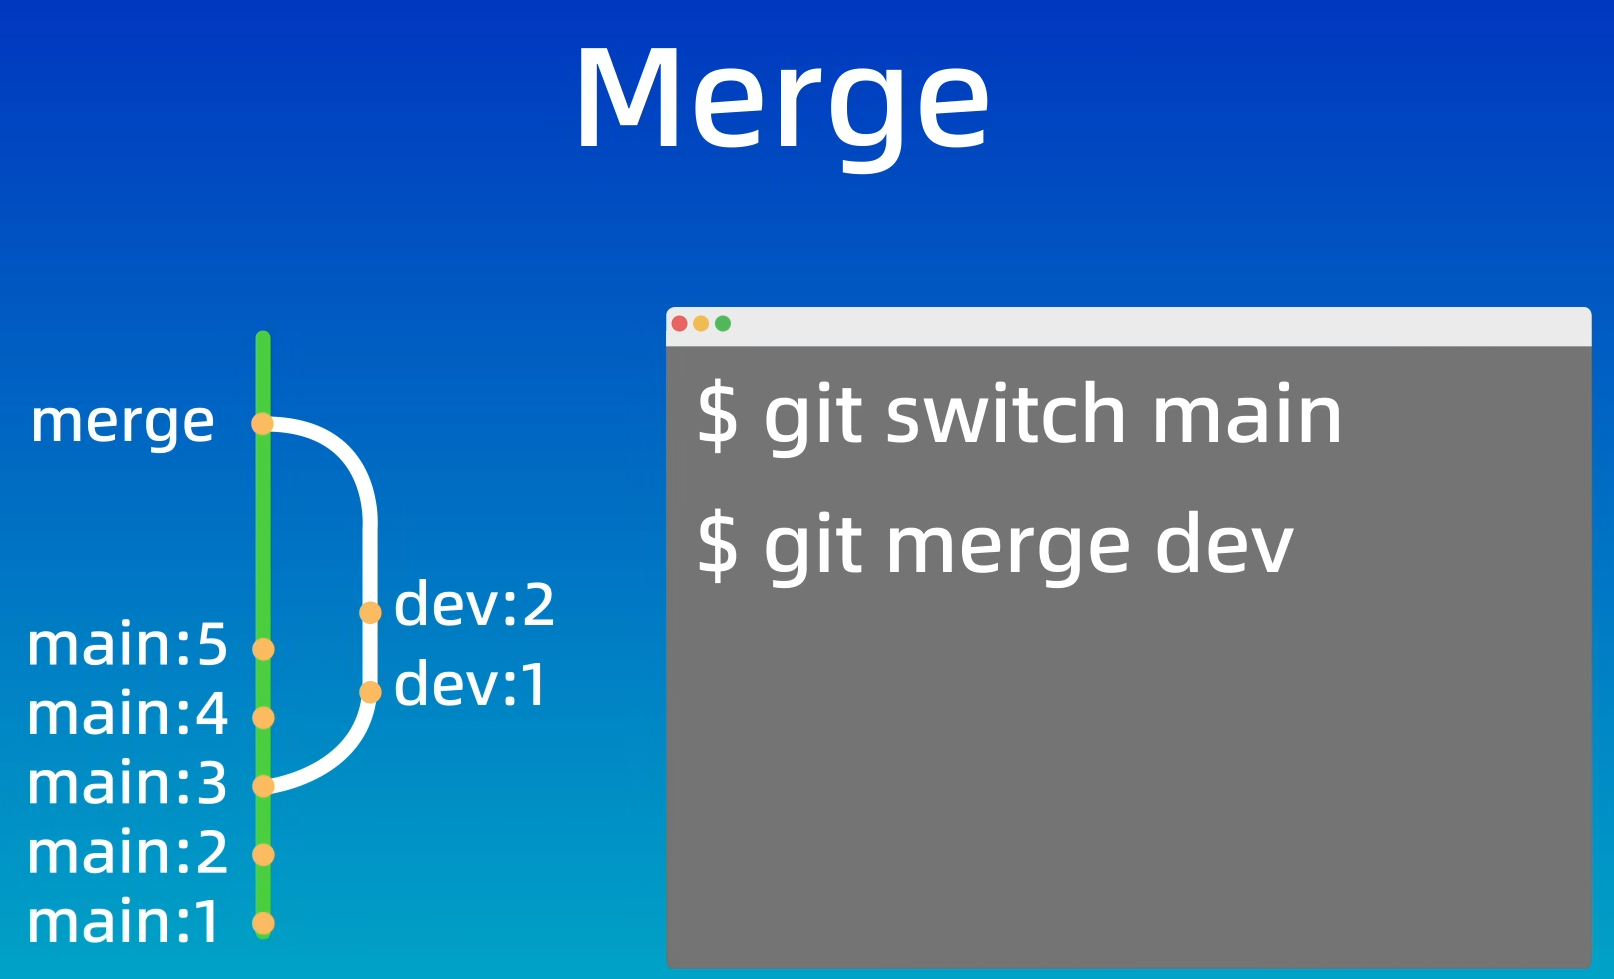 Merge
merge
dev:2
main:5
dev:1
main:4
main:3
main:2
main:1
$ git switch main
$ git merge dev